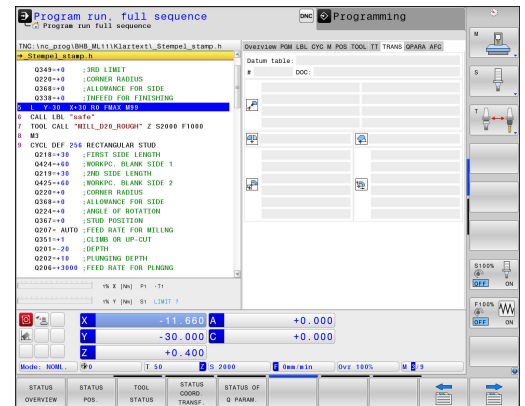 Program run, full sequence
Program run full sequence
DNC
Programming
TNC:\nc_prog\BHB_ML11\Klartext\_Stempel_stamp.h
→_Stempel_stamp.h
Q349=+0 ;3RD LIMIT
Q220=+0 ;CORNER RADIUS
Q368=+0 ;ALLOWANCE FOR SIDE
Q338=+0 ;INFEED FOR FINISHING
5 L Y-30 X+30 R0 FMAX M99
6 CALL LBL "safe"
7 TOOL CALL "MILL_D20_ROUGH" Z S2000 F1000
8 M3
9 CYCL DEF 256 RECTANGULAR STUD
Q218=+30 ;FIRST SIDE LENGTH
Q424=+60 ;WORKPC. BLANK SIDE 1
Q219=+30 ;2ND SIDE LENGTH
Q425=+60 ;WORKPC. BLANK SIDE 2
Q220=+0 ;CORNER RADIUS
Q368=+0 ;ALLOWANCE FOR SIDE
Q224=+0 ;ANGLE OF ROTATION
Q367=+0 ;STUD POSITION
Q207= AUTO ;FEED RATE FOR MILLNG
Q351=+1 ;CLIMB OR UP-CUT
Q201=-20 ;DEPTH
Q202=+10 ;PLUNGING DEPTH
Q206=+3000 ;FEED RATE FOR PLNGNG
Overview PGM LBL CYC M POS TOOL TT TRANS QPARA AFC
Datum table:
# DOC:
1% X [Nm] P1 -T1
1% Y [Nm] S1 LIMIT 1
X -11.660 A +0.000
Y -30.000 C +0.000
Z +0.400
Mode: NOML. 0 T 50 Z S 2000 F 0mm/min Ovr 100% M 3/9
M
S
T
S100%
OFF ON
F100%
OFF ON
STATUS OVERVIEW
STATUS POS.
TOOL STATUS
STATUS COORD. TRANSF.
STATUS OF Q PARAM.